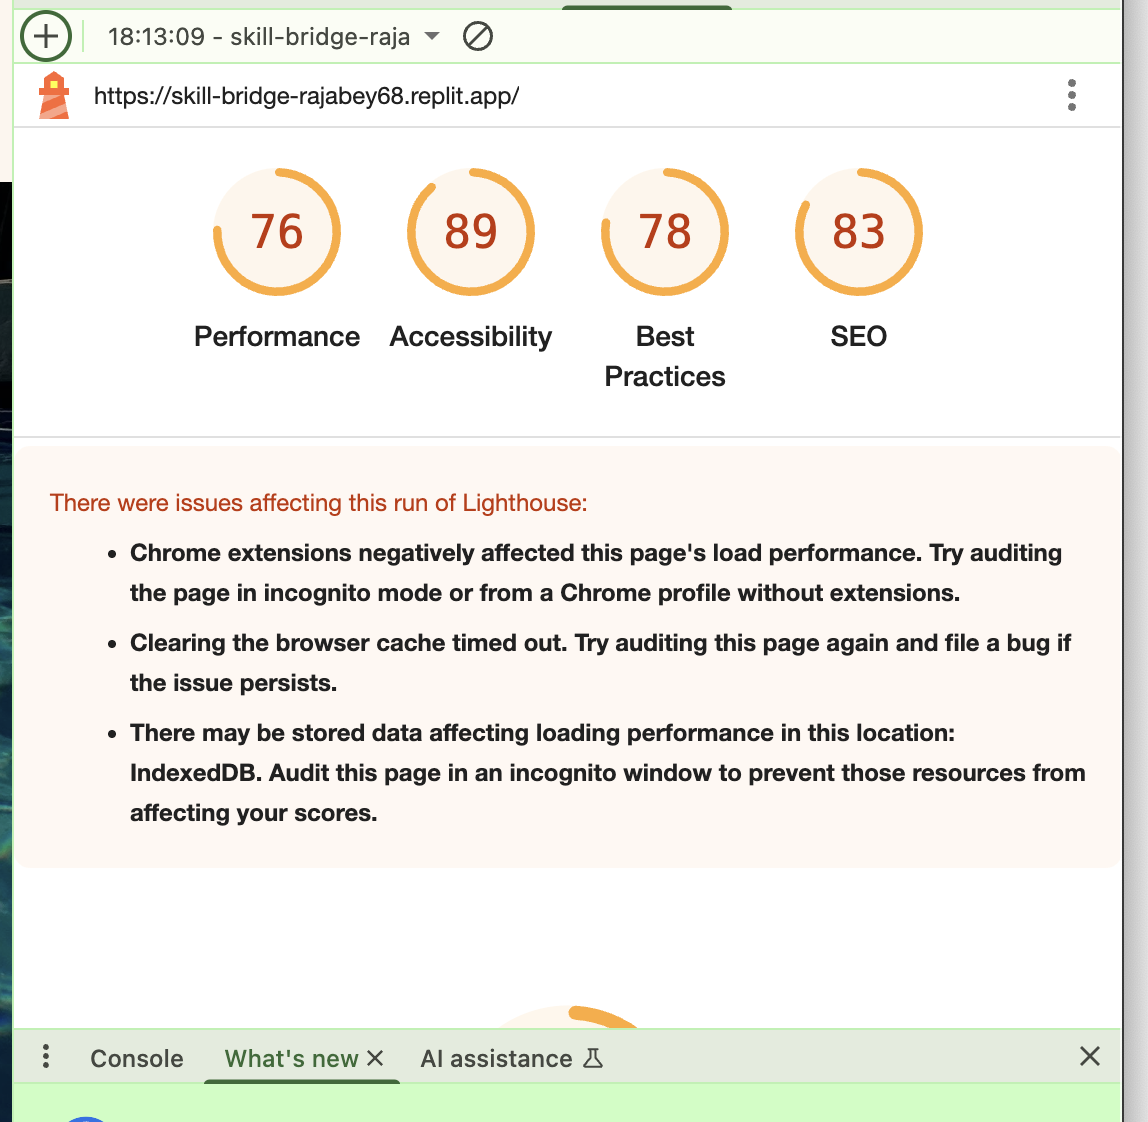 18:13:09 - skill-bridge-raja
https://skill-bridge-rajabey68.replit.app/
76
89
78
83
Performance
Accessibility
Best
Practices
SEO
There were issues affecting this run of Lighthouse:
Chrome extensions negatively affected this page's load performance. Try auditing
the page in incognito mode or from a Chrome profile without extensions.
Clearing the browser cache timed out. Try auditing this page again and file a bug if
the issue persists.
There may be stored data affecting loading performance in this location:
IndexedDB. Audit this page in an incognito window to prevent those resources from
affecting your scores.
Console
What's new
AI assistance